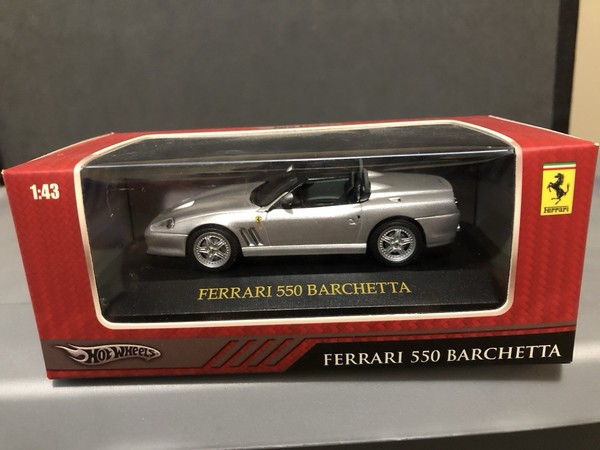 1:43
Ferrari
FERRARI 550 BARCHETTA
HOT WHEELS
FERRARI 550 BARCHETTA